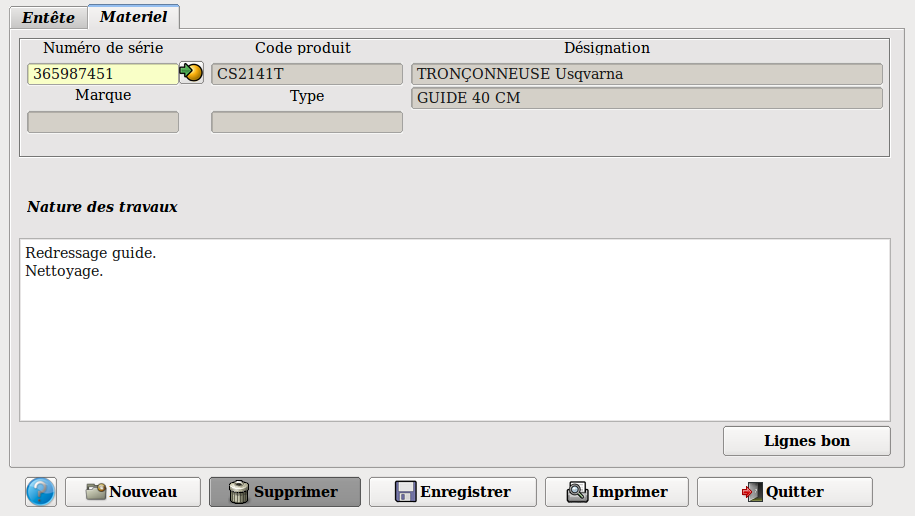 Entête Materiel
Numéro de série Code produit Désignation
365987451 CS2141T TRONÇONNEUSE Usqvarna
Marque Type GUIDE 40 CM
Nature des travaux
Redressage guide.
Nettoyage.
Lignes bon
Nouveau Supprimer Enregistrer Imprimer Quitter